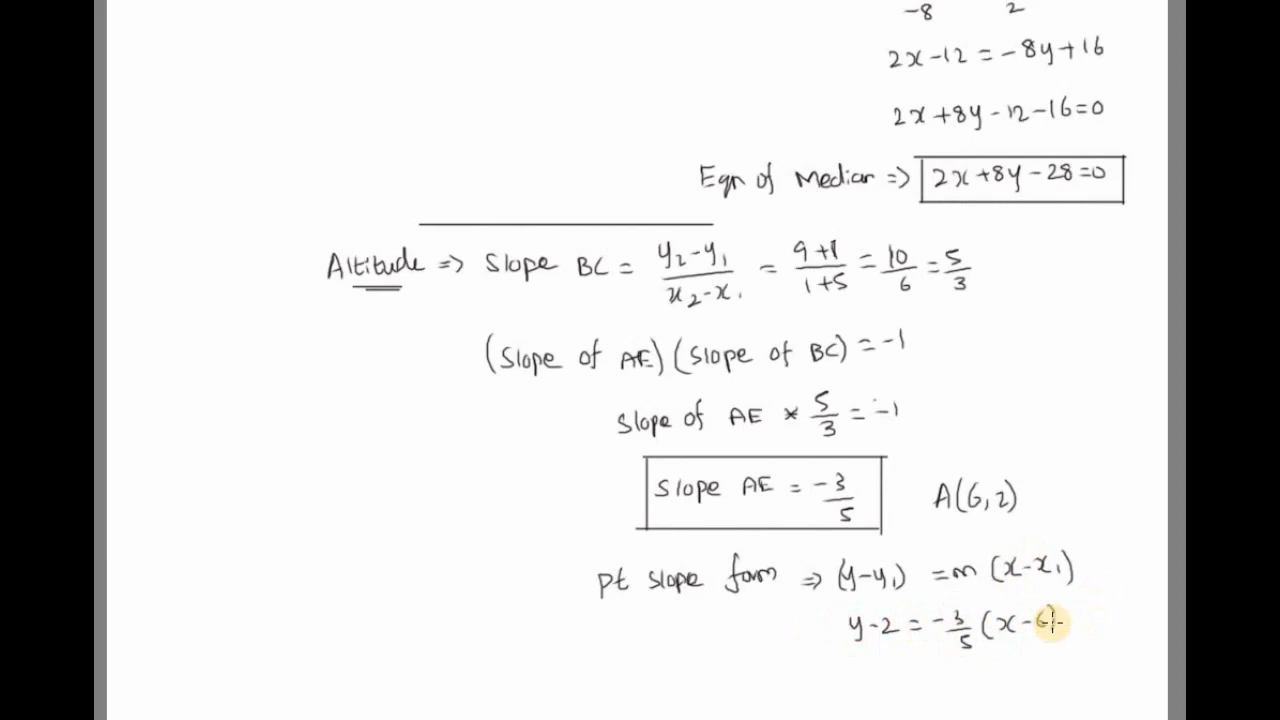 -8 2
2x-12 = -8y+16
2x+8y-12-16=0
Eqn of Median => 2x+8y-28=0
Altitude => Slope BC = y₂-y₁/x₂-x₁ = 9+1/1+5 = 10/6 = 5/3
(Slope of AE)(Slope of BC) = -1
Slope of AE * 5/3 = -1
Slope AE = -3/5 A(6,2)
Pt slope form => (y-y₁) = m(x-x₁)
y-2 = -3/5 (x-6)